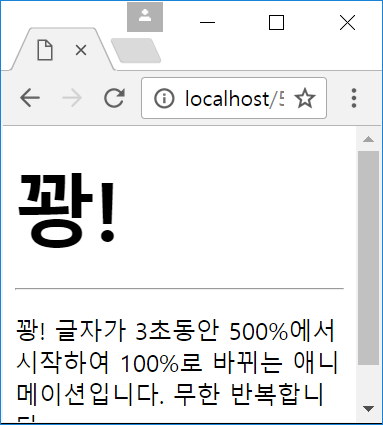 localhost/5
꽝!
꽝! 글자가 3초동안 500%에서
시작하여 100%로 바뀌는 애니
메이션입니다. 무한 반복합니